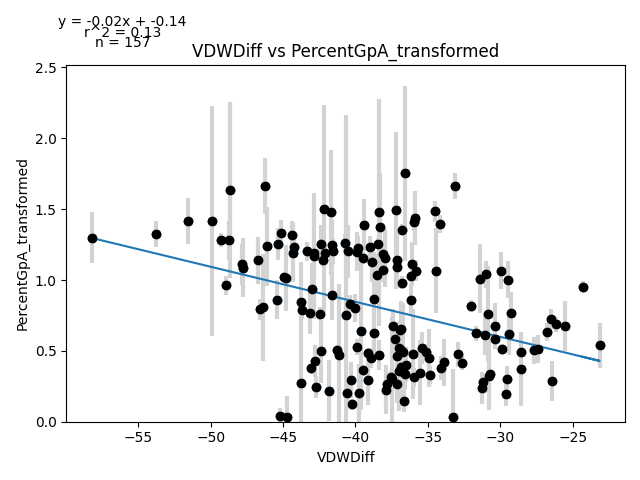 y = -0.02x + -0.14
r^2 = 0.13
n = 157
VDWDiff vs PercentGpA_transformed
2.5
2.0
1.5
1.0
0.5
0.0
PercentGpA_transformed
−55 −50 −45 −40 −35 −30 −25
VDWDiff